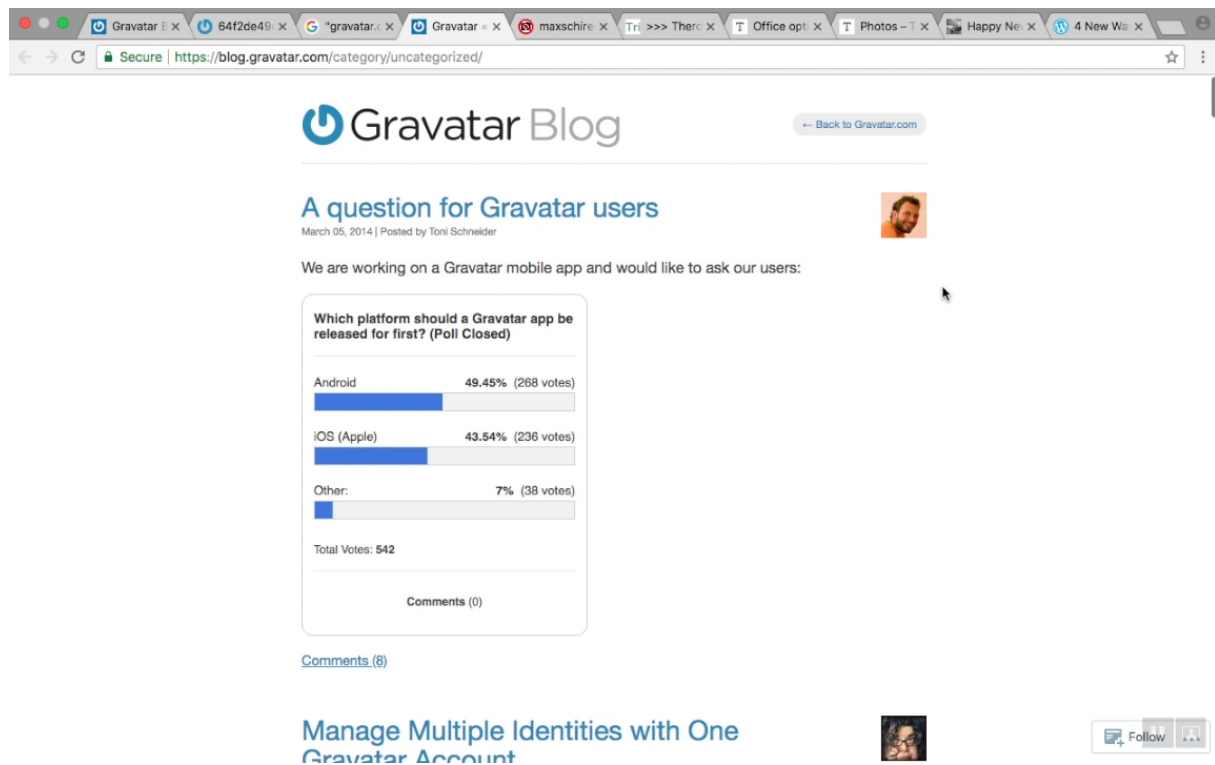 Gravatar E
64f2de49
"gravatar.c
Gravatar «
maxschire
Tri >>> Therc
T Office opti
T Photos – T
Happy Ne
4 New Wa
Secure | https://blog.gravatar.com/category/uncategorized/
Gravatar Blog
← Back to Gravatar.com
A question for Gravatar users
March 05, 2014 | Posted by Toni Schneider
We are working on a Gravatar mobile app and would like to ask our users:
Which platform should a Gravatar app be
released for first? (Poll Closed)
Android 49.45% (268 votes)
iOS (Apple) 43.54% (236 votes)
Other: 7% (38 votes)
Total Votes: 542
Comments (0)
Comments (8)
Manage Multiple Identities with One
Gravatar Account
Follow